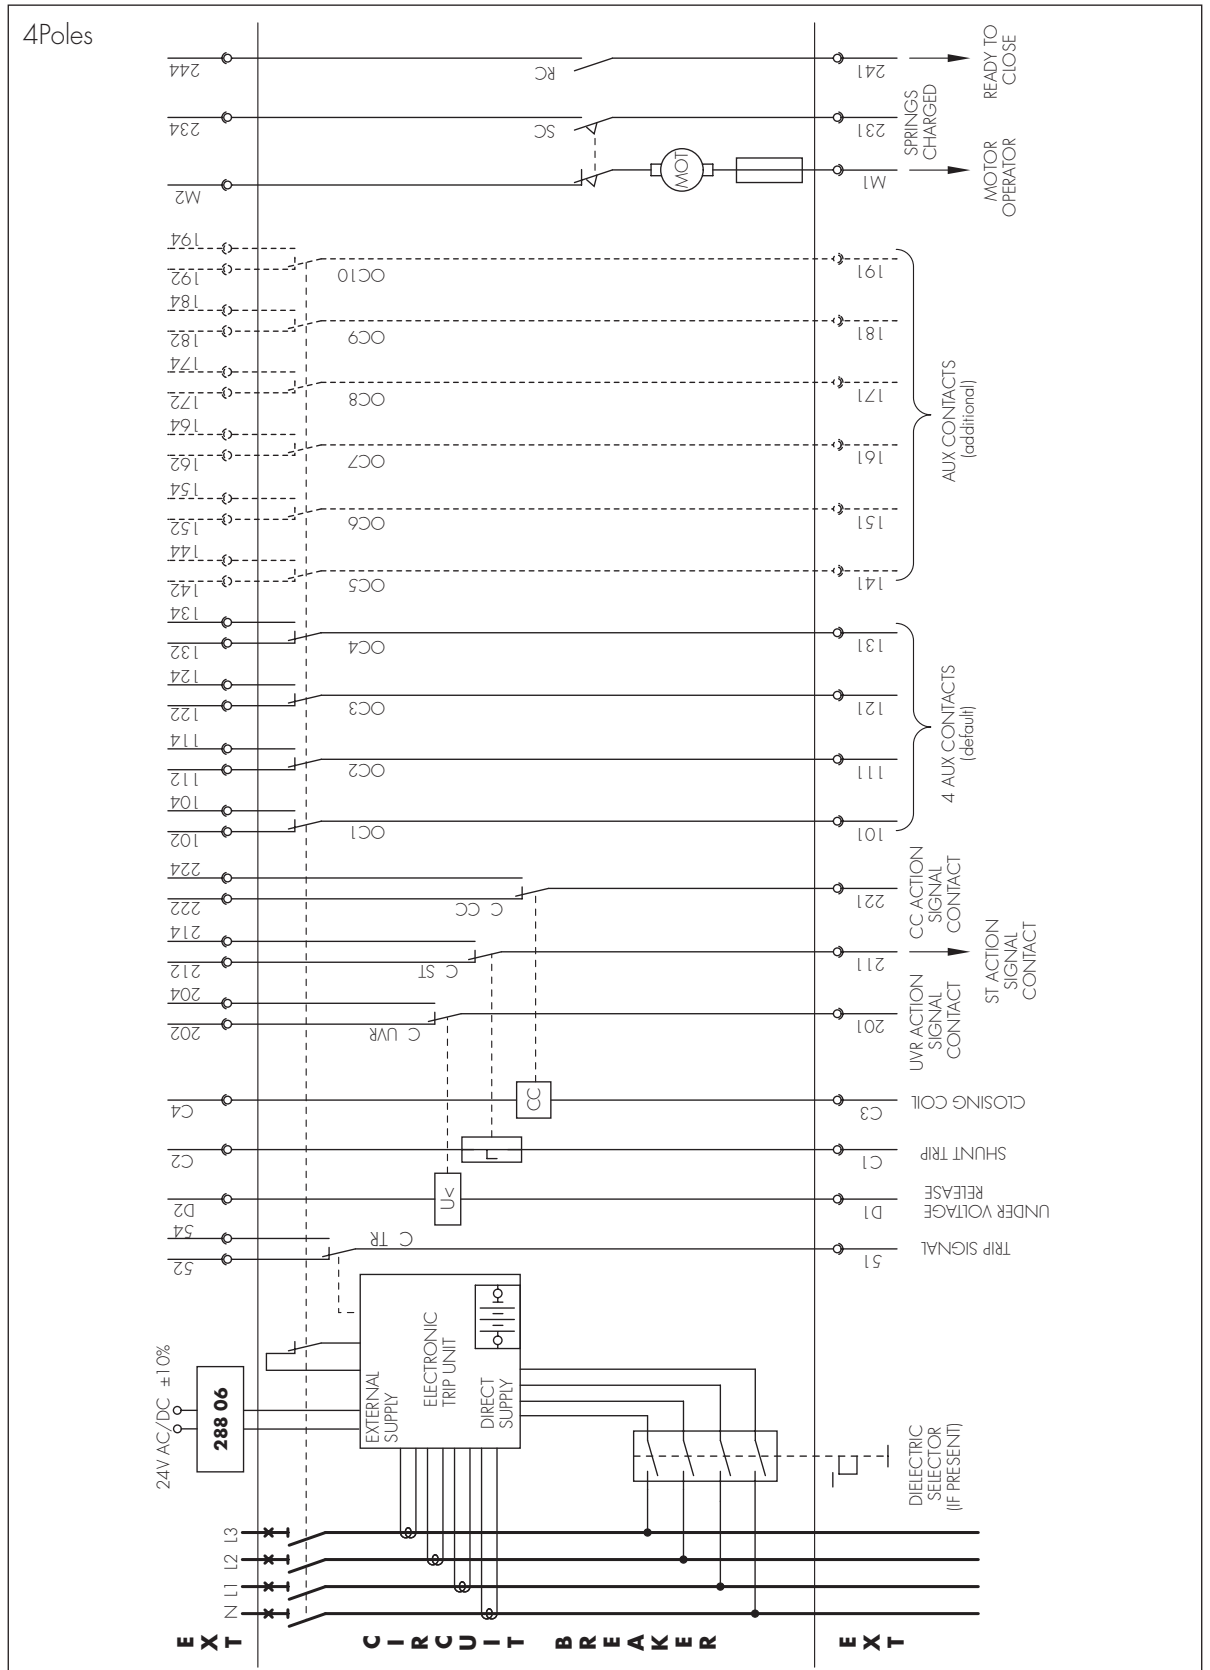 4Poles
244
RC
241
READY TO
CLOSE
234
SC
231
SPRINGS
CHARGED
M2
MOT
M1
MOTOR
OPERATOR
194
192
OC10
191
184
182
OC9
181
174
172
OC8
171
164
162
OC7
161
154
152
OC6
151
144
142
OC5
141
AUX CONTACTS
(additional)
134
132
OC4
131
124
122
OC3
121
114
112
OC2
111
104
102
OC1
101
4 AUX CONTACTS
(default)
224
222
C CC
221
CC ACTION
SIGNAL
CONTACT
214
212
C ST
211
ST ACTION
SIGNAL
CONTACT
204
202
C UVR
201
UVR ACTION
SIGNAL
CONTACT
C4
CC
C3
CLOSING COIL
C2
C1
SHUNT TRIP
D2
U<
D1
UNDER VOLTAGE
RELEASE
54
52
C TR
51
TRIP SIGNAL
24V AC/DC ±10%
288 06
EXTERNAL
SUPPLY
ELECTRONIC
TRIP UNIT
DIRECT
SUPPLY
DIELECTRIC
SELECTOR
(IF PRESENT)
L3
L2
L1
N
EXT
CIRCUIT BREAKER
EXT